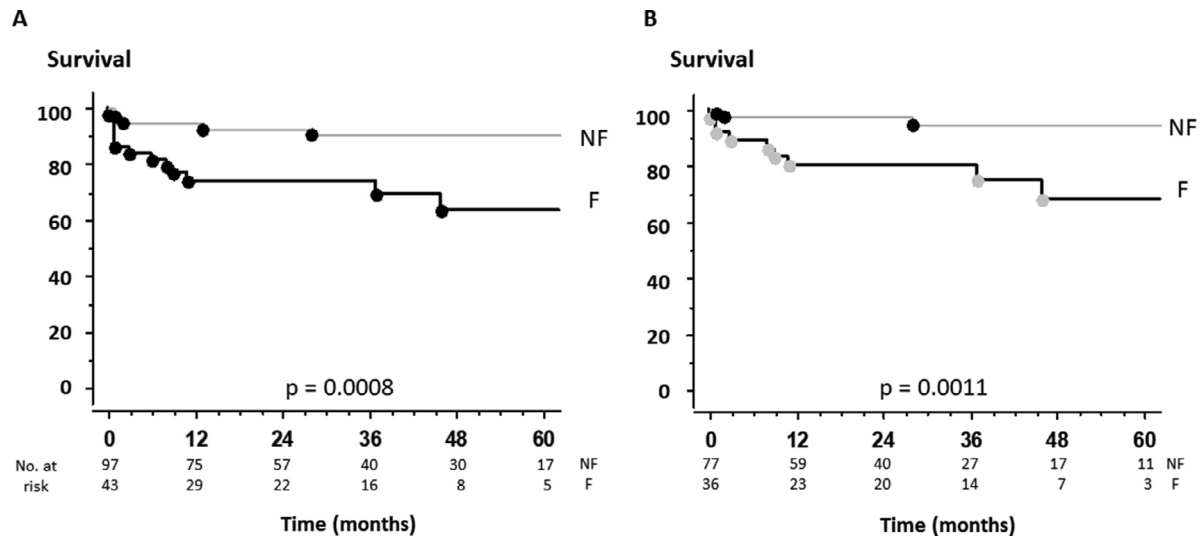 A
Survival
100
80
60
40
20
0
NF
F
p = 0.0008
0 12 24 36 48 60
No. at 97 75 57 40 30 17 NF
risk 43 29 22 16 8 5 F
Time (months)
B
Survival
100
80
60
40
20
0
NF
F
p = 0.0011
0 12 24 36 48 60
77 59 40 27 17 11 NF
36 23 20 14 7 3 F
Time (months)